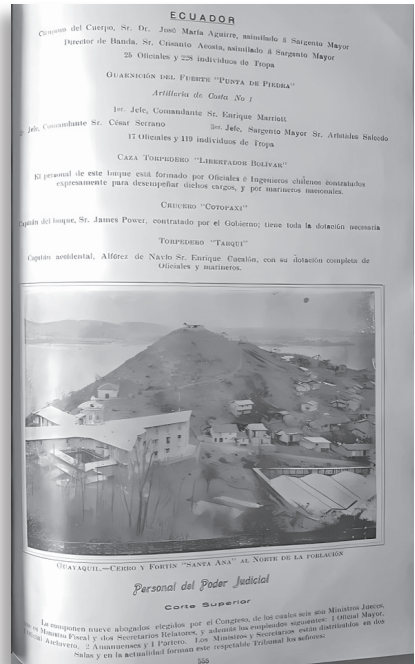 ECUADOR
Cirujano del Cuerpo, Sr. Dr. José María Aguirre, asimilado á Sargento Mayor
Director de Banda, Sr. Crisanto Acosta, asimilado á Sargento Mayor
25 Oficiales y 228 individuos de Tropa
GUARNICIÓN DEL FUERTE "PUNTA DE PIEDRA"
Artillería de Costa No 1
1er. Jefe, Comandante Sr. Enrique Marriott
Jefe, Comandante Sr. César Serrano 3er. Jefe, Sargento Mayor Sr. Arístides Salcedo
17 Oficiales y 119 individuos de Tropa
CAZA TORPEDERO "LIBERTADOR BOLÍVAR"
El personal de este buque está formado por Oficiales é Ingenieros chilenos contratados
expresamente para desempeñar dichos cargos, y por marineros nacionales.
CRUCERO "COTOPAXI"
Capitán del buque, Sr. James Power, contratado por el Gobierno; tiene toda la dotación necesaria
TORPEDERO "TARQUI"
Capitán accidental, Alférez de Navío Sr. Enrique Cucalón, con su dotación completa de
Oficiales y marineros.
GUAYAQUIL.—CERRO Y FORTÍN "SANTA ANA" AL NORTE DE LA POBLACIÓN
Personal del Poder Judicial
Corte Superior
La componen nueve abogados elegidos por el Congreso, de los cuales seis son Ministros Jueces,
Ministro Fiscal y dos Secretarios Relatores, y además los empleados siguientes: 1 Oficial Mayor,
Archivero, 2 Amanuenses y 1 Portero. Los Ministros y Secretarios están distribuidos en dos
Salas y en la actualidad forman este respetable Tribunal los señores:
555